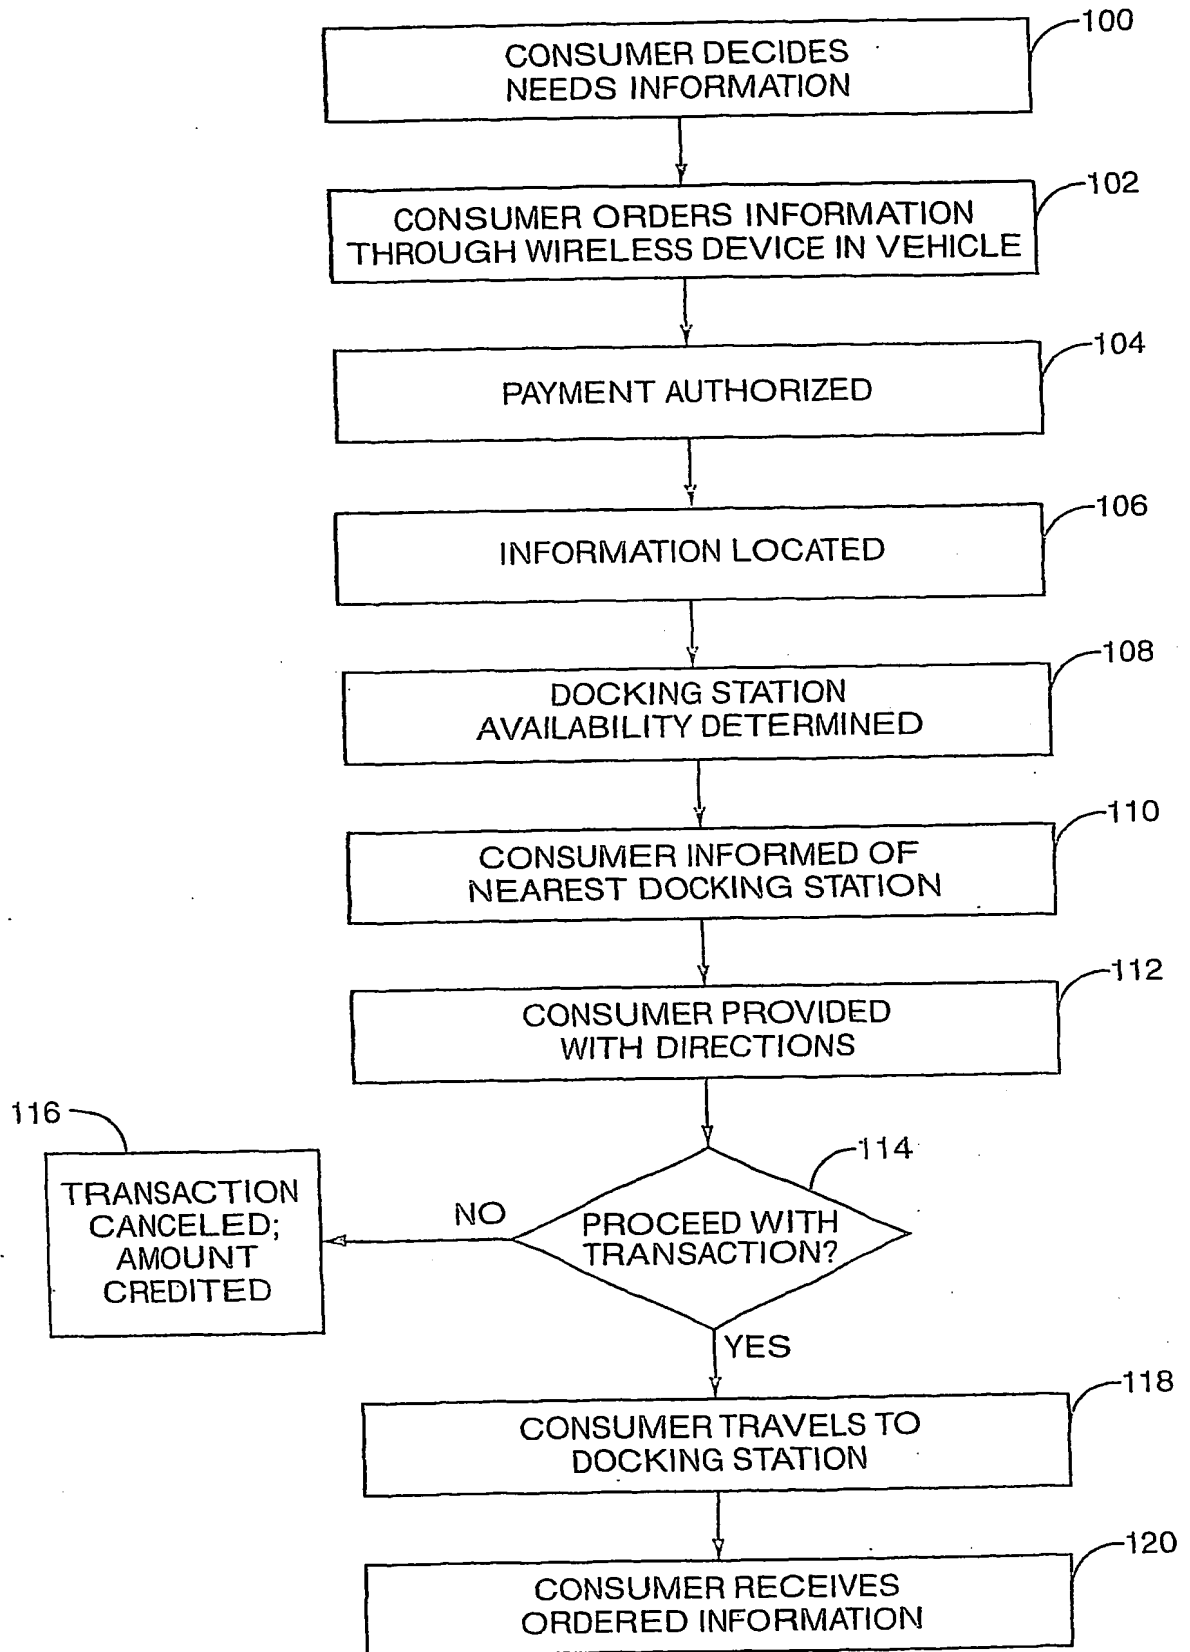 100
CONSUMER DECIDES
NEEDS INFORMATION
102
CONSUMER ORDERS INFORMATION
THROUGH WIRELESS DEVICE IN VEHICLE
104
PAYMENT AUTHORIZED
106
INFORMATION LOCATED
108
DOCKING STATION
AVAILABILITY DETERMINED
110
CONSUMER INFORMED OF
NEAREST DOCKING STATION
112
CONSUMER PROVIDED
WITH DIRECTIONS
116
TRANSACTION
CANCELED;
AMOUNT
CREDITED
NO
114
PROCEED WITH
TRANSACTION?
YES
118
CONSUMER TRAVELS TO
DOCKING STATION
120
CONSUMER RECEIVES
ORDERED INFORMATION